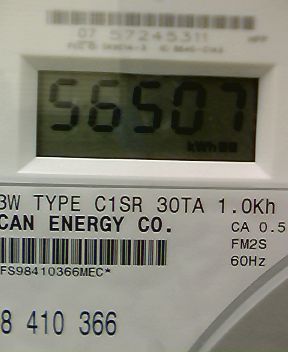 07 57245311
56507
kWh
3W TYPE C1SR 30TA 1.0Kh
CAN ENERGY CO.
CA 0.5
FM2S
60Hz
FS98410366MEC*
8 410 366